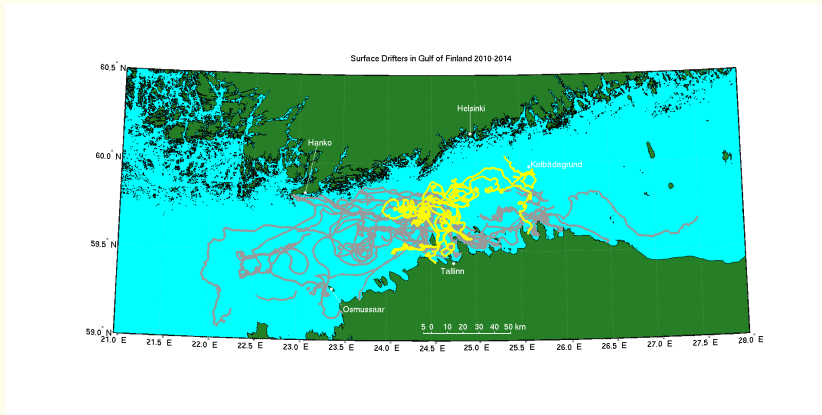 Surface Drifters in Gulf of Finland 2010-2014
60.5° N
Helsinki
Hanko
60.0° N
Kalbådagrund
59.5° N
Tallinn
Osmussaar
5 0 10 20 30 40 50 km
59.0° N
21.0 E 21.5 E 22.0 E 22.5 E 23.0 E 23.5 E 24.0 E 24.5 E 25.0 E 25.5 E 26.0 E 26.5 E 27.0 E 27.5 E 28.0 E